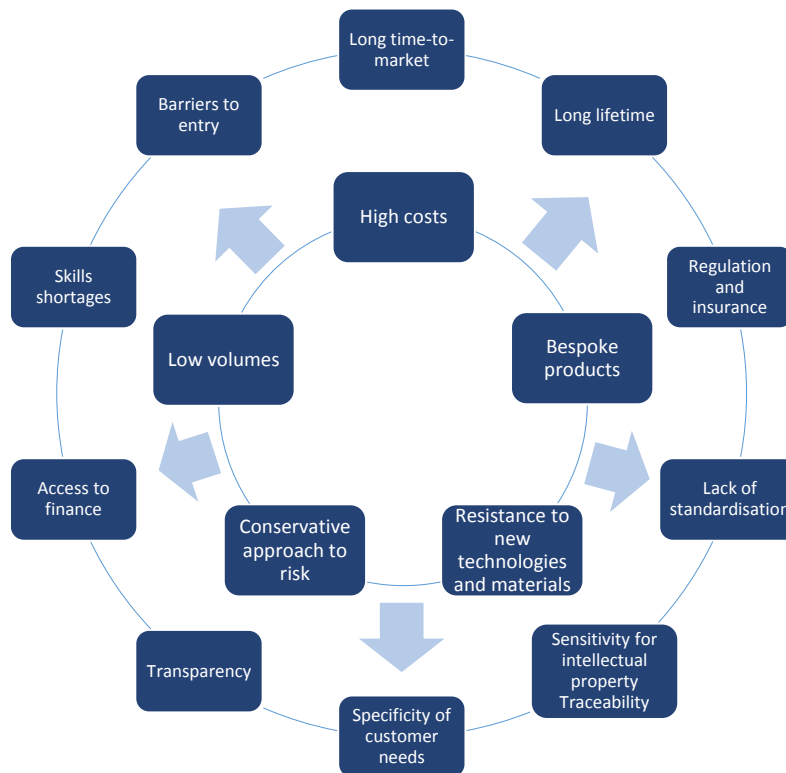 Long time-to-
market
Barriers to
entry
Long lifetime
High costs
Skills
shortages
Regulation
and
insurance
Low volumes
Bespoke
products
Access to
finance
Lack of
standardisation
Conservative
approach to
risk
Resistance to
new
technologies
and materials
Transparency
Sensitivity for
intellectual
property
Traceability
Specificity of
customer
needs